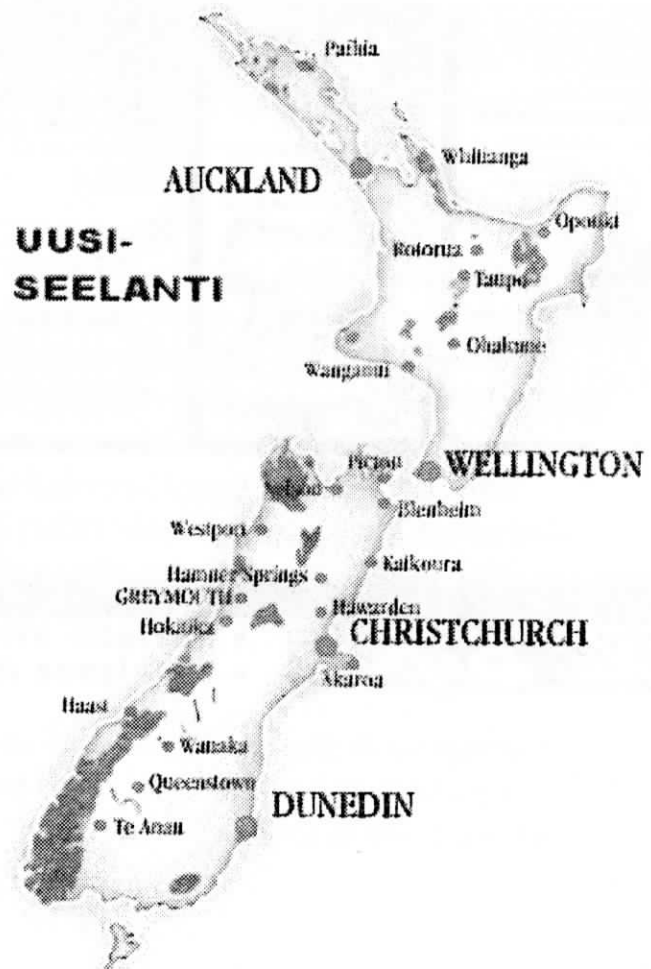 Paihia
Whitianga
AUCKLAND
Opotiki
UUSI-
SEELANTI
Rotorua
Taupo
Ohakune
Wanganui
Picton
WELLINGTON
Nelson
Blenheim
Westport
Kaikoura
Hamner Springs
GREYMOUTH
Hawarden
Hokitika
CHRISTCHURCH
Akaroa
Haast
Wanaka
Queenstown
DUNEDIN
Te Anau